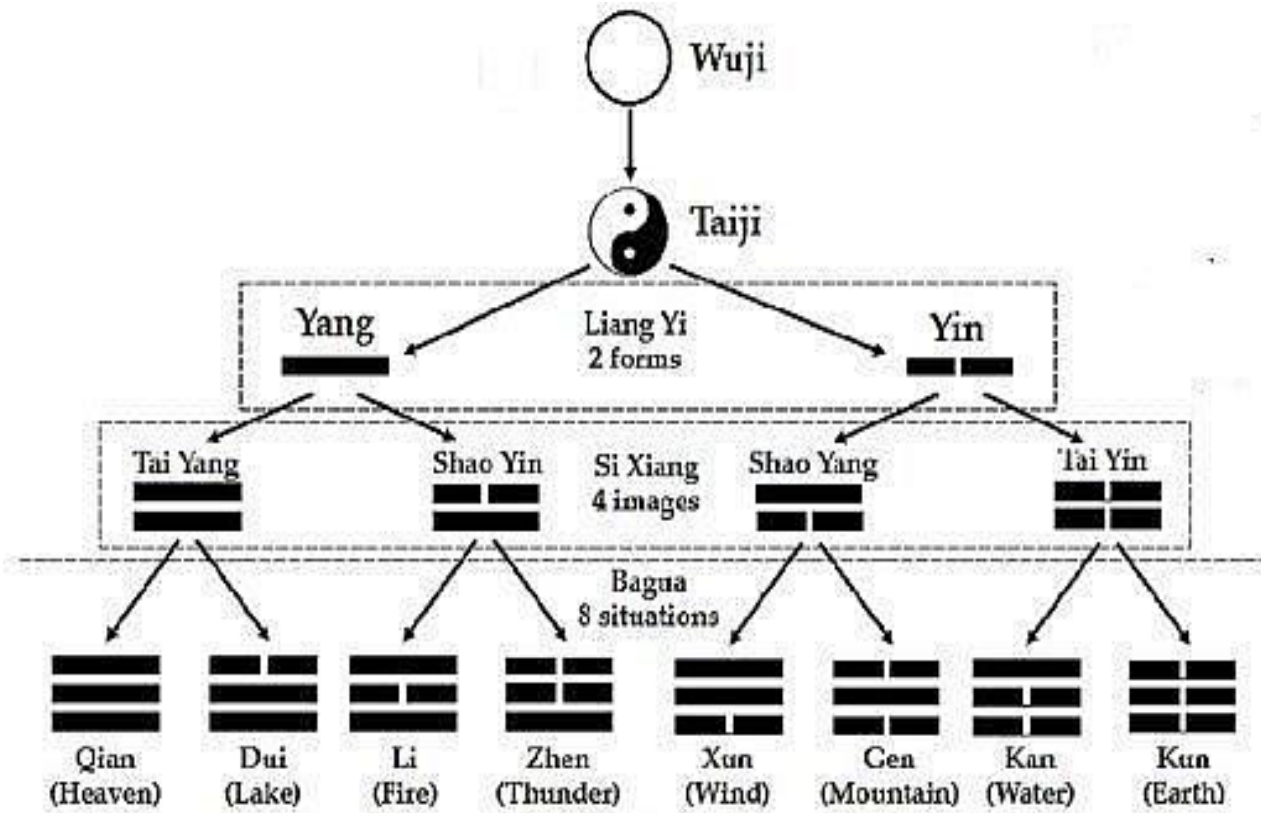 Wuji
Taiji
Yang
Liang Yi
2 forms
Yin
Tai Yang
Shao Yin
Si Xiang
4 images
Shao Yang
Tai Yin
Bagua
8 situations
Qian
(Heaven)
Dui
(Lake)
Li
(Fire)
Zhen
(Thunder)
Xun
(Wind)
Gen
(Mountain)
Kan
(Water)
Kun
(Earth)